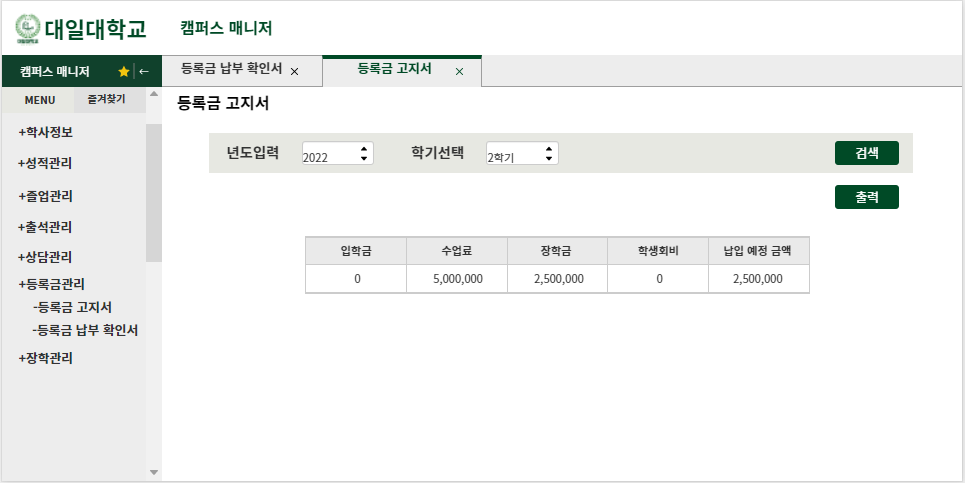 대일대학교 캠퍼스 매니저
캠퍼스 매니저 ★ ← 등록금 납부 확인서 × 등록금 고지서 ×
MENU 즐겨찾기
등록금 고지서
+학사정보
+성적관리
+졸업관리
+출석관리
+상담관리
+등록금관리
-등록금 고지서
-등록금 납부 확인서
+장학관리
년도입력 2022 학기선택 2학기 검색
출력
입학금 수업료 장학금 학생회비 납입 예정 금액
0 5,000,000 2,500,000 0 2,500,000